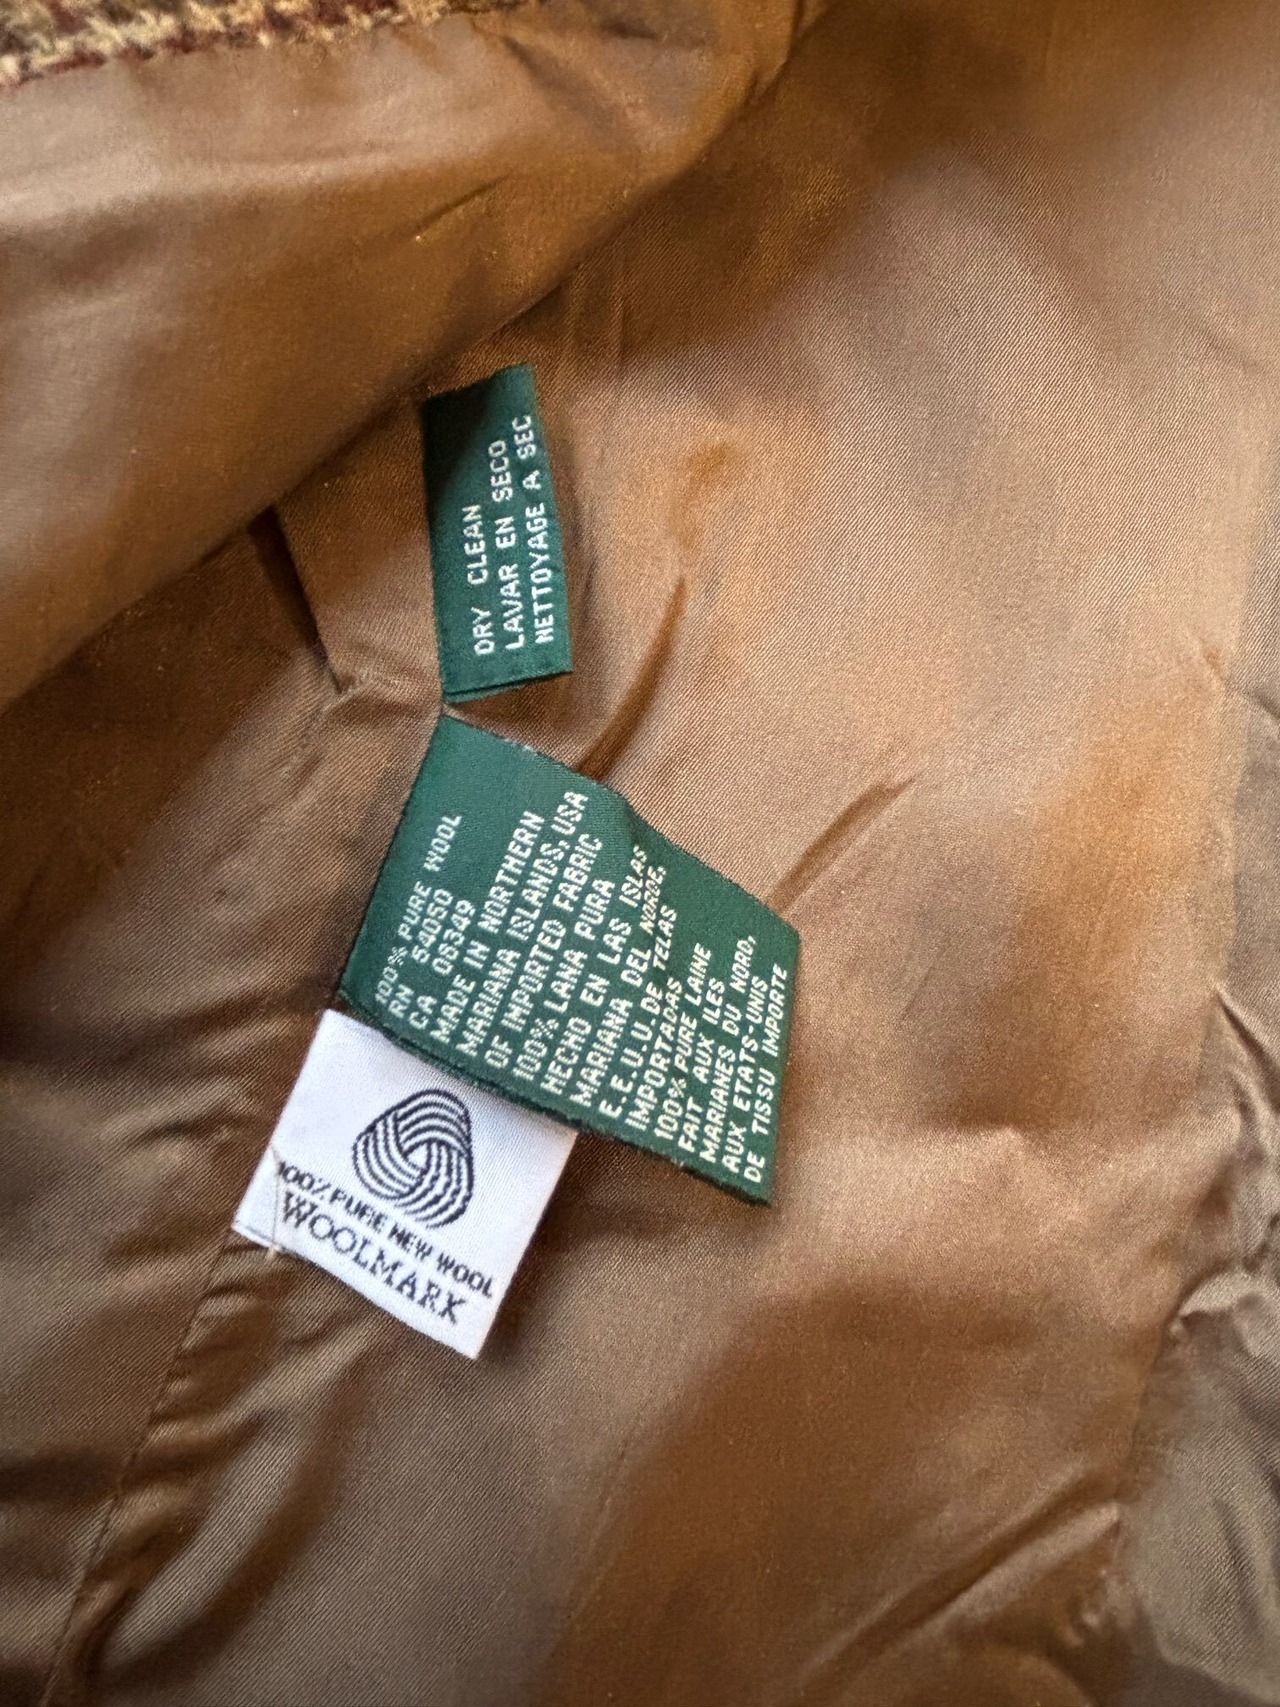 DRY CLEAN
LAVAR EN SECO
NETTOYAGE A SEC
100% PURE WOOL
RN 54050
CA 08349
MADE IN NORTHERN
MARIANA ISLANDS, USA
OF IMPORTED FABRIC
100% LANA PURA
HECHO EN LAS ISLAS
MARIANA DEL NORDE,
E.E.U.U. DE TELAS
IMPORTADAS
100% PURE LAINE
FAIT AUX ILES
MARIANES DU NORD,
AUX ETATS-UNIS
DE TISSU IMPORTE
100% PURE NEW WOOL
WOOLMARK